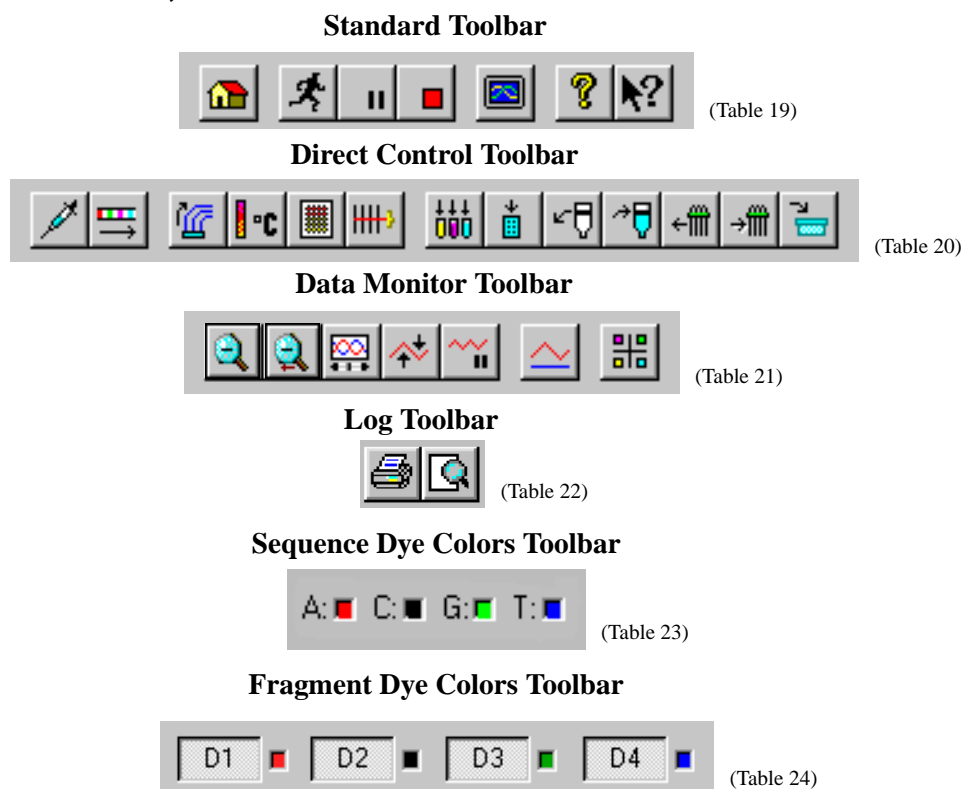 Standard Toolbar
? ?
(Table 19)
Direct Control Toolbar
°C
(Table 20)
Data Monitor Toolbar
(Table 21)
Log Toolbar
(Table 22)
Sequence Dye Colors Toolbar
A: C: G: T:
(Table 23)
Fragment Dye Colors Toolbar
D1 D2 D3 D4
(Table 24)